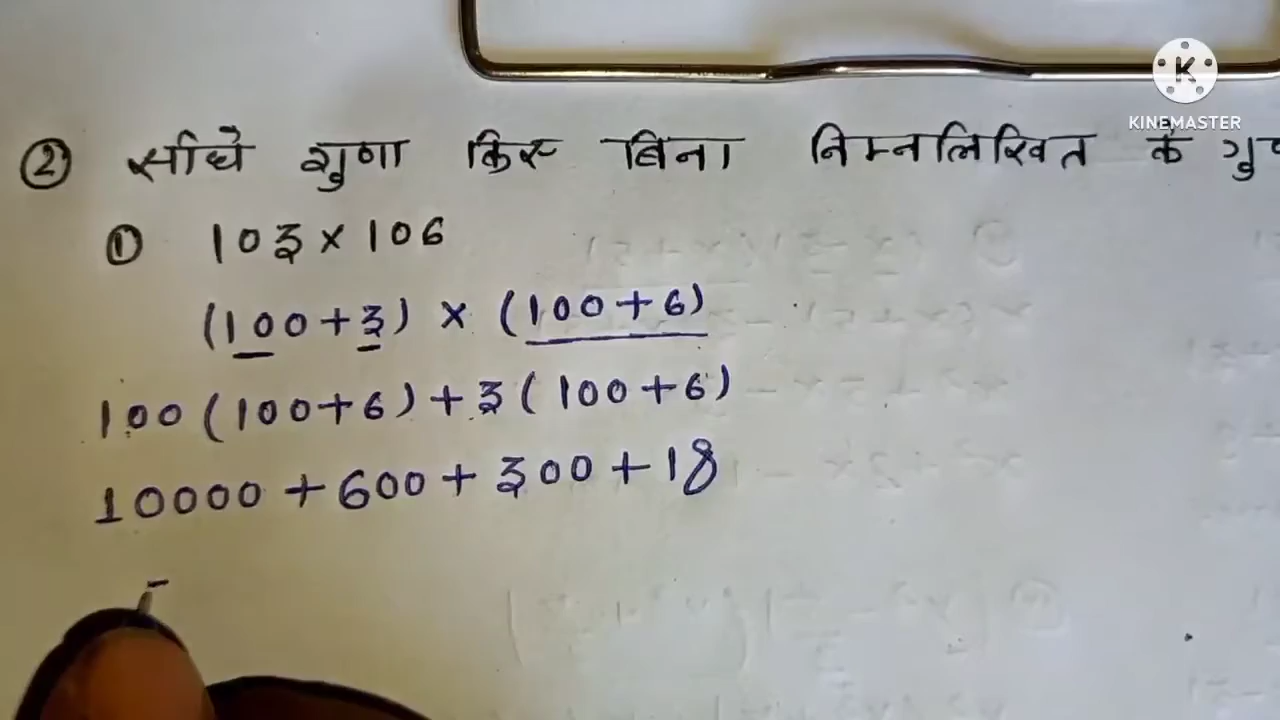 KINEMASTER
② सीधे गुणा किए बिना निम्नलिखित के
① 103 × 106
(100 + 3) × (100 + 6)
100 (100 + 6) + 3 ( 100 + 6)
10000 + 600 + 300 + 18